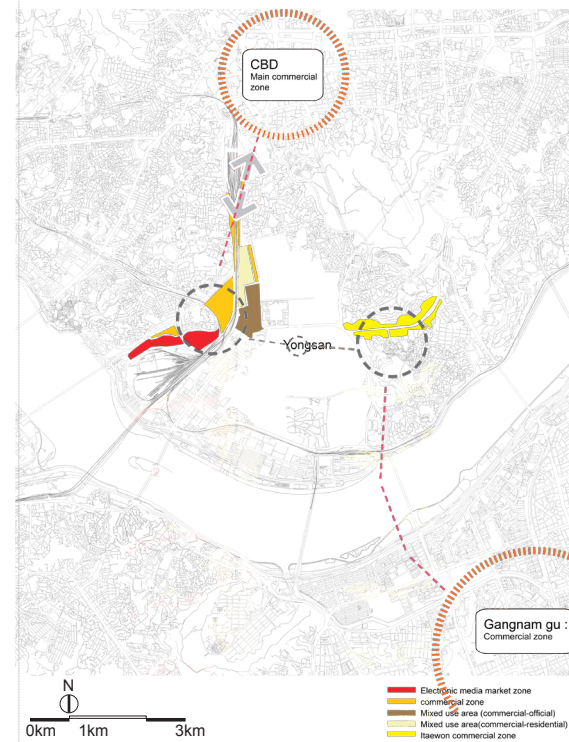 CBD
Main commercial
zone
Yongsan
Gangnam gu :
Commercial zone
N
0km 1km 3km
Electronic media market zone
commercial zone
Mixed use area (commercial-official)
Mixed use area(commercial-residential)
Itaewon commercial zone